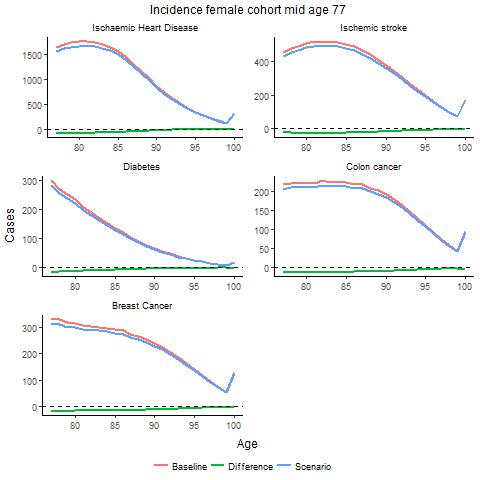 Incidence female cohort mid age 77
Ischaemic Heart Disease
1500
1000
500
0
80 85 90 95 100
Ischemic stroke
400
200
0
80 85 90 95 100
Diabetes
300
200
100
0
80 85 90 95 100
Colon cancer
200
150
100
50
0
80 85 90 95 100
Breast Cancer
300
200
100
0
80 85 90 95 100
Cases
Age
Baseline Difference Scenario